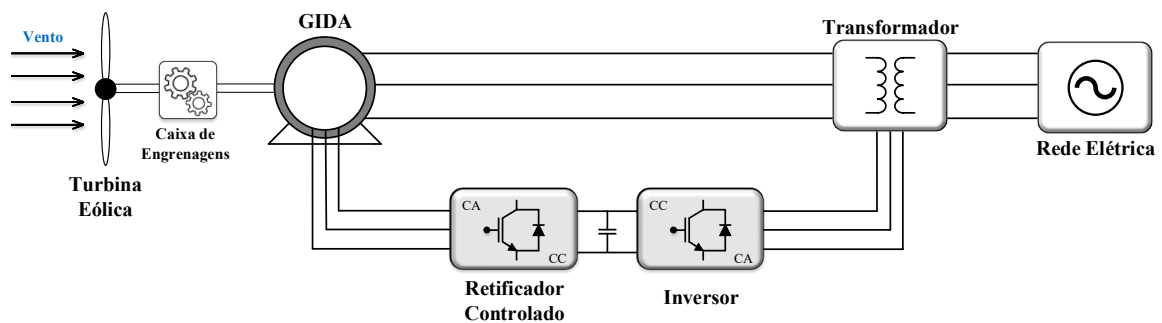 GIDA
Transformador
Vento
Caixa de
Engrenagens
Rede Elétrica
Turbina
Eólica
CA
CC
CC
CA
Retificador
Controlado
Inversor